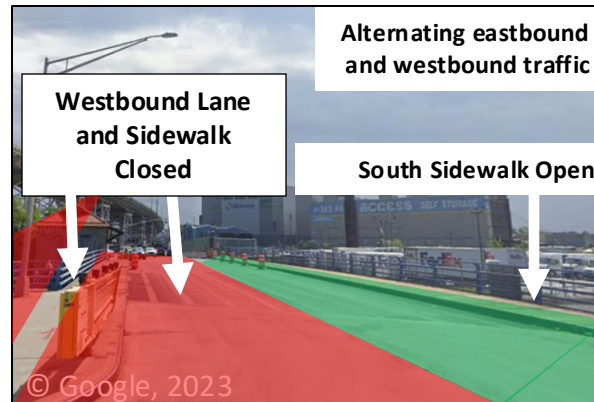 Alternating eastbound
and westbound traffic
Westbound Lane
and Sidewalk
Closed
South Sidewalk Open
ACCESS SELF STORAGE
FedEx
© Google, 2023